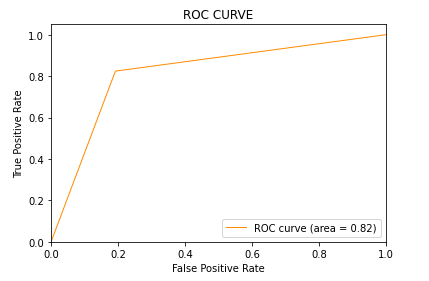 ROC CURVE
1.0
0.8
0.6
0.4
0.2
0.0
True Positive Rate
ROC curve (area = 0.82)
0.0 0.2 0.4 0.6 0.8 1.0
False Positive Rate